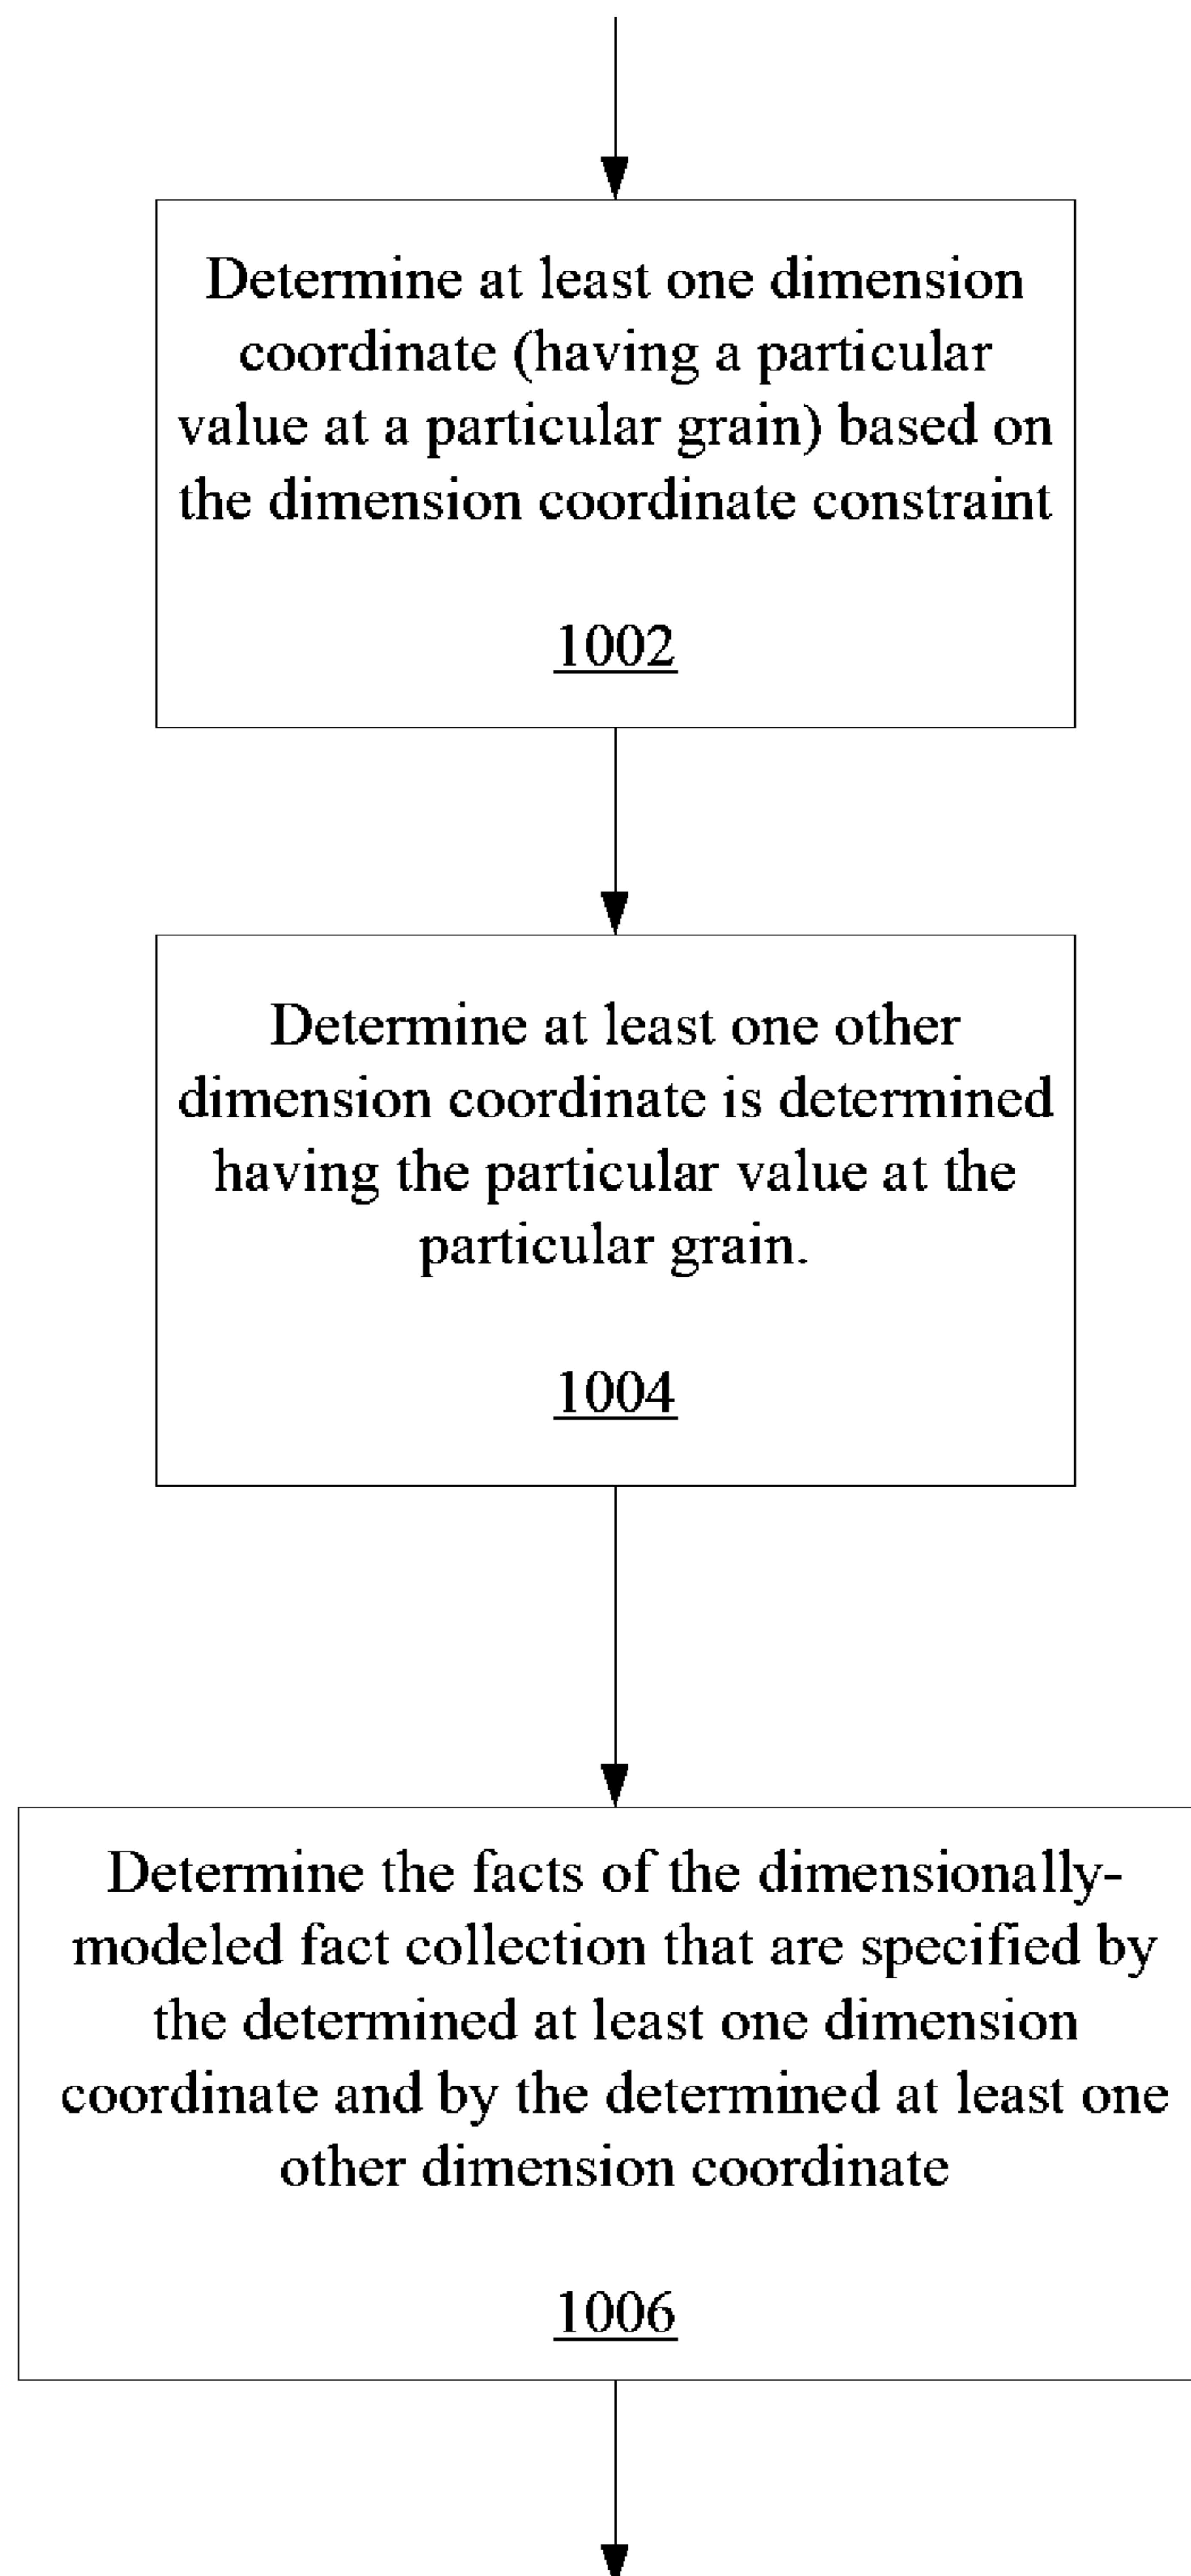 Determine at least one dimension
coordinate (having a particular
value at a particular grain) based on
the dimension coordinate constraint
1002
Determine at least one other
dimension coordinate is determined
having the particular value at the
particular grain.
1004
Determine the facts of the dimensionally-
modeled fact collection that are specified by
the determined at least one dimension
coordinate and by the determined at least one
other dimension coordinate
1006